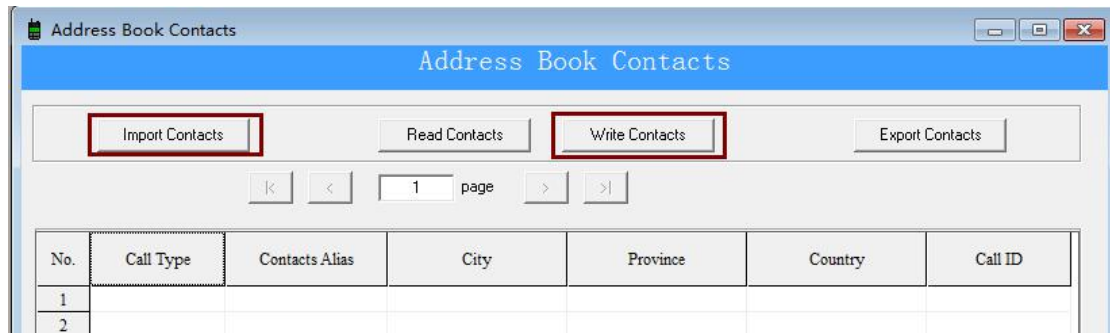 Address Book Contacts
Address Book Contacts
Import Contacts Read Contacts Write Contacts Export Contacts
|< < 1 page > >|
No. Call Type Contacts Alias City Province Country Call ID
1
2